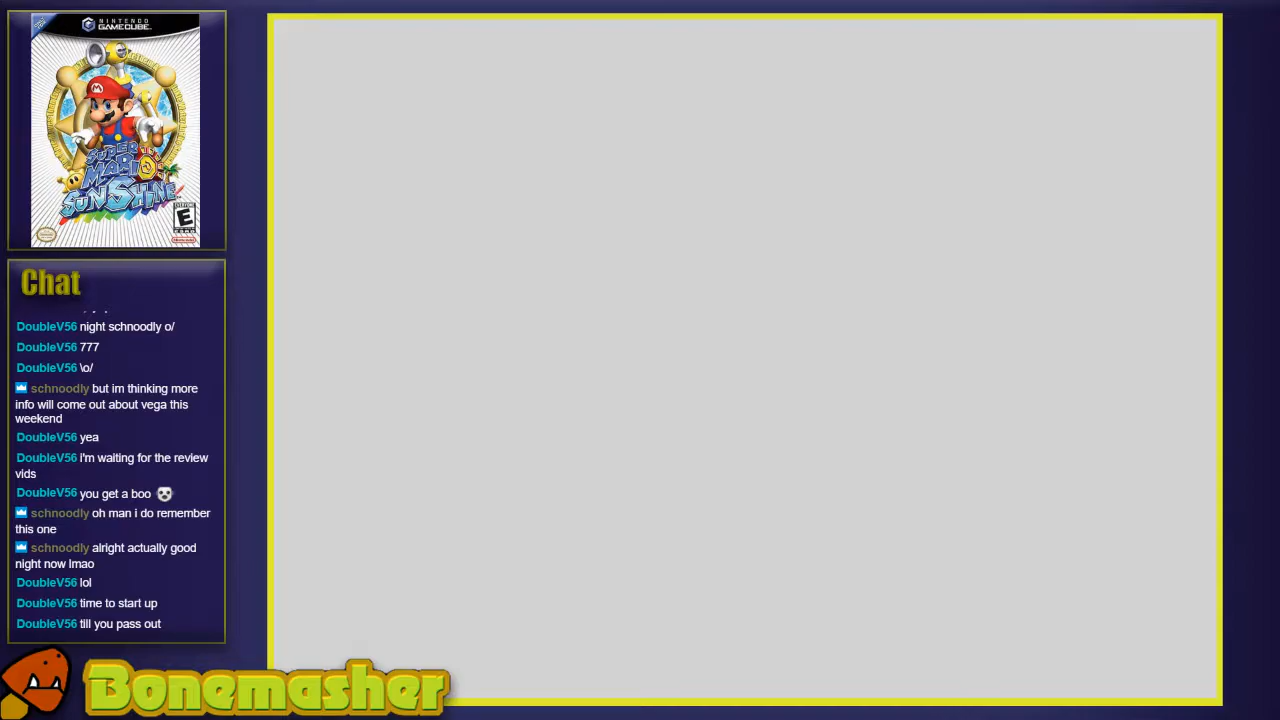 NINTENDO
GAMECUBE
M
SUPER
MARIO
SUNSHINE
E
Nintendo
Chat
DoubleV56 night schnoodly o/
DoubleV56 777
DoubleV56 \o/
schnoodly but im thinking more
info will come out about vega this
weekend
DoubleV56 yea
DoubleV56 i'm waiting for the review
vids
DoubleV56 you get a boo
schnoodly oh man i do remember
this one
schnoodly alright actually good
night now lmao
DoubleV56 lol
DoubleV56 time to start up
DoubleV56 till you pass out
Bonemasher